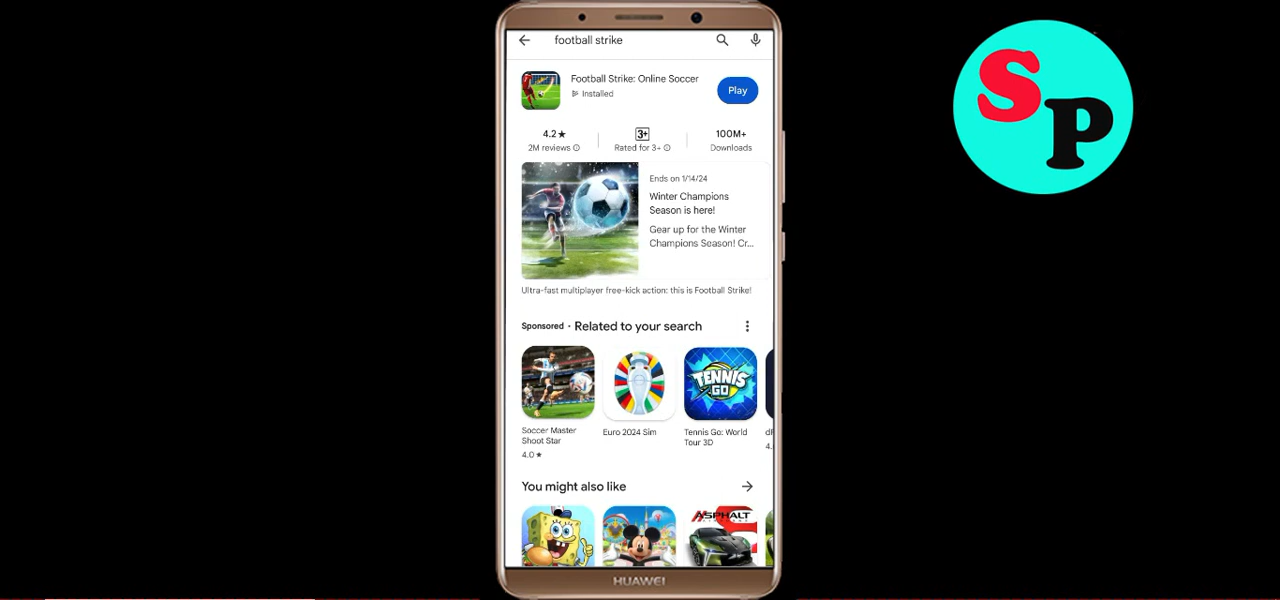 football strike
Football Strike: Online Soccer
Installed
Play
4.2★
2M reviews
3+
Rated for 3+
100M+
Downloads
Ends on 1/14/24
Winter Champions
Season is here!
Gear up for the Winter
Champions Season! Cr...
Ultra-fast multiplayer free-kick action: this is Football Strike!
Sponsored · Related to your search
Soccer Master
Shoot Star
4.0★
Euro 2024 Sim
TENNIS
GO
Tennis Go: World
Tour 3D
4.
You might also like
ASPHALT
HUAWEI
S
P